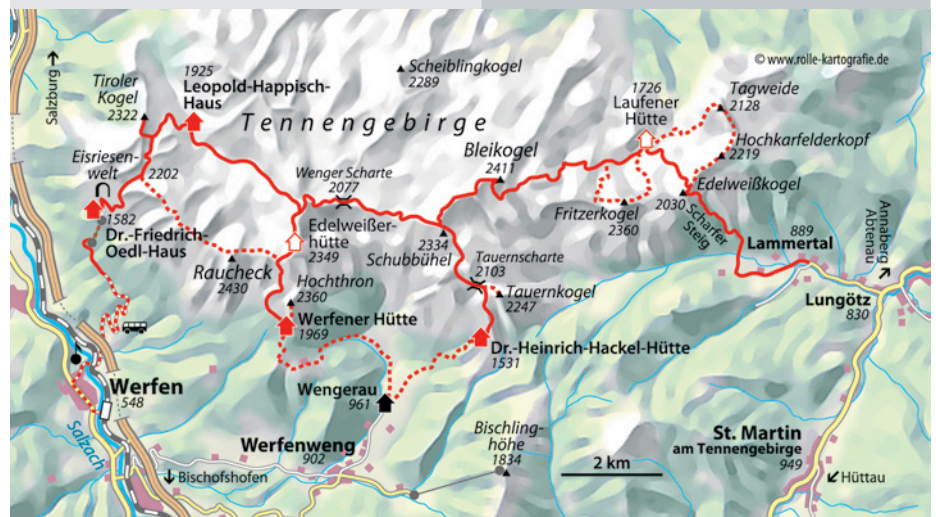 © www.rolle-kartografie.de
Salzburg
Tiroler
Kogel
2322
1925
Leopold-Happisch-
Haus
Scheiblingkogel
2289
Tennengebirge
1726
Laufener
Hütte
Tagweide
2128
Hochkarfelderkopf
2219
Eisriesen-
welt
2202
Bleikogel
2411
Wenger Scharte
2077
Edelweißkogel
2030
Fritzerkogel
2360
Scharfer
Steig
1582
Dr.-Friedrich-
Oedl-Haus
Edelweißer-
hütte
2349
2334
Schubbühel
Tauernscharte
2103
889
Lammertal
Annaberg
Abtenau
Raucheck
2430
Hochthron
2360
Tauernkogel
2247
Lungötz
830
Werfener Hütte
1969
Dr.-Heinrich-Hackel-Hütte
1531
Werfen
548
Wengerau
961
Salzach
Werfenweng
902
Bischling-
höhe
1834
2 km
St. Martin
am Tennengebirge
949
Bischofshofen
Hüttau